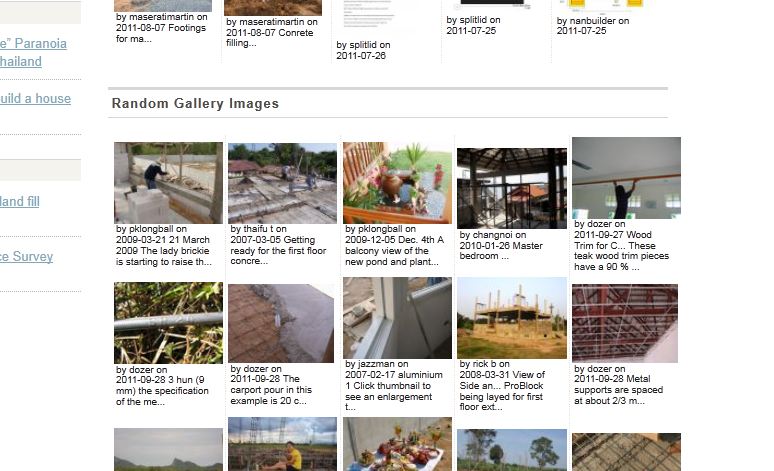 e" Paranoia
hailand
uild a house
land fill
ce Survey
by maseratimartin on
2011-08-07 Footings
for ma...
by maseratimartin on
2011-08-07 Conrete
filling...
by splitlid on
2011-07-26
by splitlid on
2011-07-25
by nanbuilder on
2011-07-25
Random Gallery Images
by pklongball on
2009-03-21 21 March
2009 The lady brickie
is starting to raise th...
by thaifu t on
2007-03-05 Getting
ready for the first floor
concre...
by pklongball on
2009-12-05 Dec. 4th A
balcony view of the
new pond and plant...
by changnoi on
2010-01-26 Master
bedroom ...
by dozer on
2011-09-27 Wood
Trim for C... These
teak wood trim pieces
have a 90 % ...
by dozer on
2011-09-28 3 hun (9
mm) the specification
of the me...
by dozer on
2011-09-28 The
carport pour in this
example is 20 c...
by jazzman on
2007-02-17 aluminium
1 Click thumbnail to
see an enlargement
t...
by rick b on
2008-03-31 View of
Side an... ProBlock
being layed for first
floor ext...
by dozer on
2011-09-28 Metal
supports are spaced
at about 2/3 m...